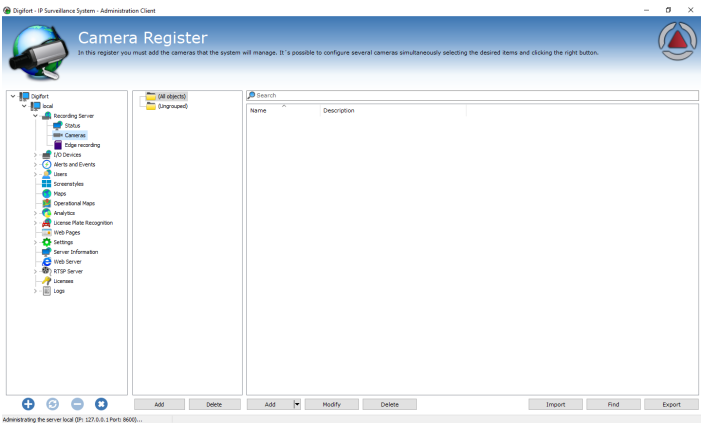 Digifort - IP Surveillance System - Administration Client
Camera Register
In this register you must add the cameras that the system will manage. It´s possible to configure several cameras simultaneously selecting the desired items and clicking the right button.
Digifort
local
Recording Server
Status
Cameras
Edge recording
I/O Devices
Alerts and Events
Users
Screenstyles
Maps
Operational Maps
Analytics
License Plate Recognition
Web Pages
Settings
Server Information
Web Server
RTSP Server
Licenses
Logs
(All objects)
(Ungrouped)
Search
Name Description
Add Delete Add Modify Delete Import Find Export
Administrating the server local (IP: 127.0.0.1 Port: 8600)...